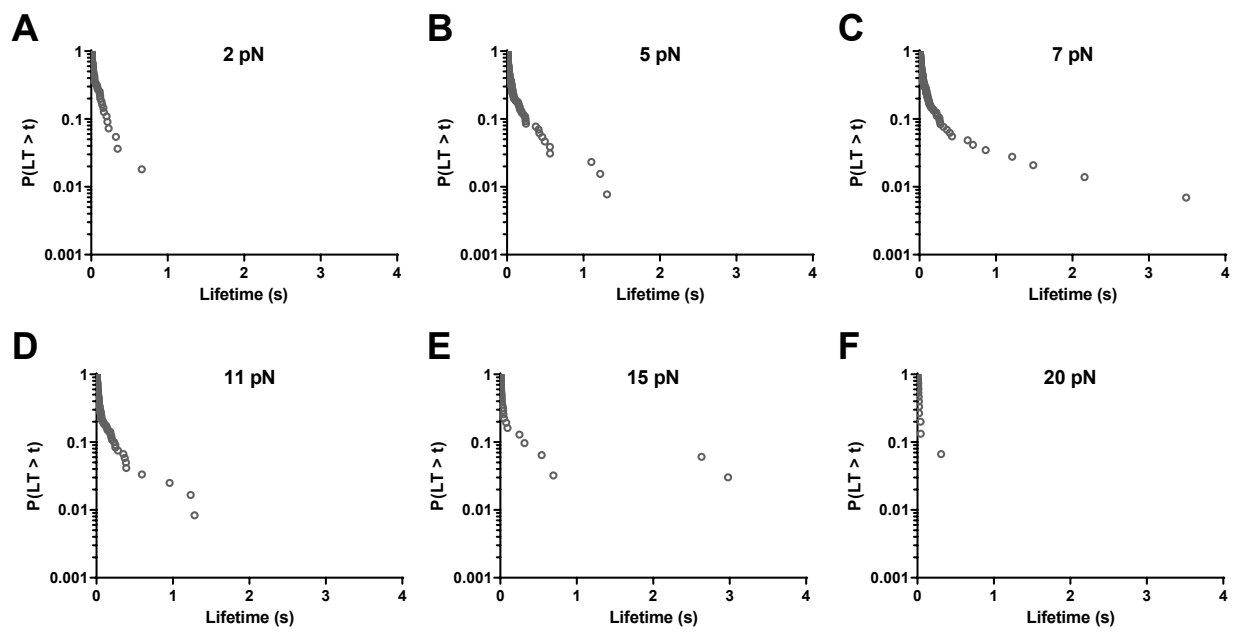 A
2 pN
P(LT > t)
1
0.1
0.01
0.001
0 1 2 3 4
Lifetime (s)
B
5 pN
P(LT > t)
1
0.1
0.01
0.001
0 1 2 3 4
Lifetime (s)
C
7 pN
P(LT > t)
1
0.1
0.01
0.001
0 1 2 3 4
Lifetime (s)
D
11 pN
P(LT > t)
1
0.1
0.01
0.001
0 1 2 3 4
Lifetime (s)
E
15 pN
P(LT > t)
1
0.1
0.01
0.001
0 1 2 3 4
Lifetime (s)
F
20 pN
P(LT > t)
1
0.1
0.01
0.001
0 1 2 3 4
Lifetime (s)